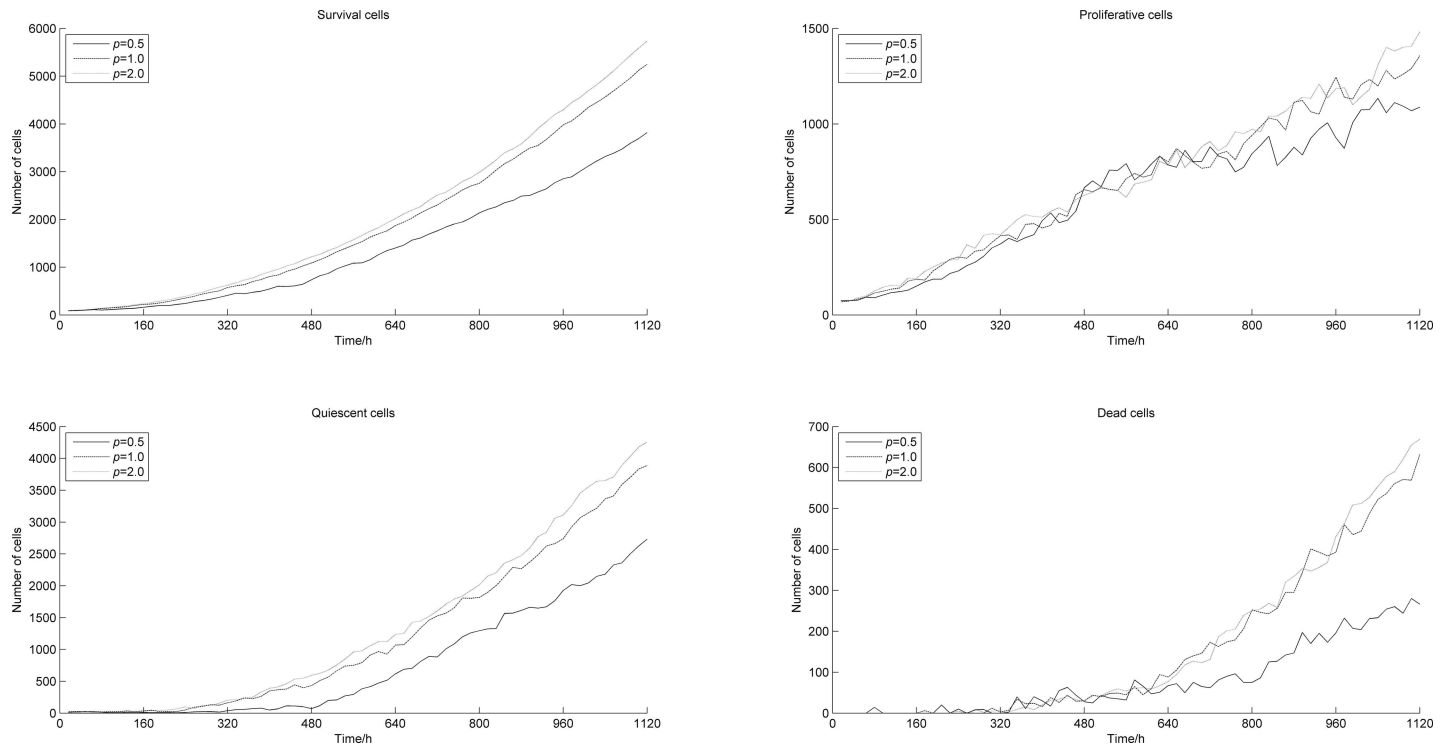 Survival cells
6000
5000
4000
3000
2000
1000
0
Number of cells
p=0.5
p=1.0
p=2.0
0 160 320 480 640 800 960 1120
Time/h
Proliferative cells
1500
1000
500
0
Number of cells
p=0.5
p=1.0
p=2.0
0 160 320 480 640 800 960 1120
Time/h
Quiescent cells
4500
4000
3500
3000
2500
2000
1500
1000
500
0
Number of cells
p=0.5
p=1.0
p=2.0
0 160 320 480 640 800 960 1120
Time/h
Dead cells
700
600
500
400
300
200
100
0
Number of cells
p=0.5
p=1.0
p=2.0
0 160 320 480 640 800 960 1120
Time/h